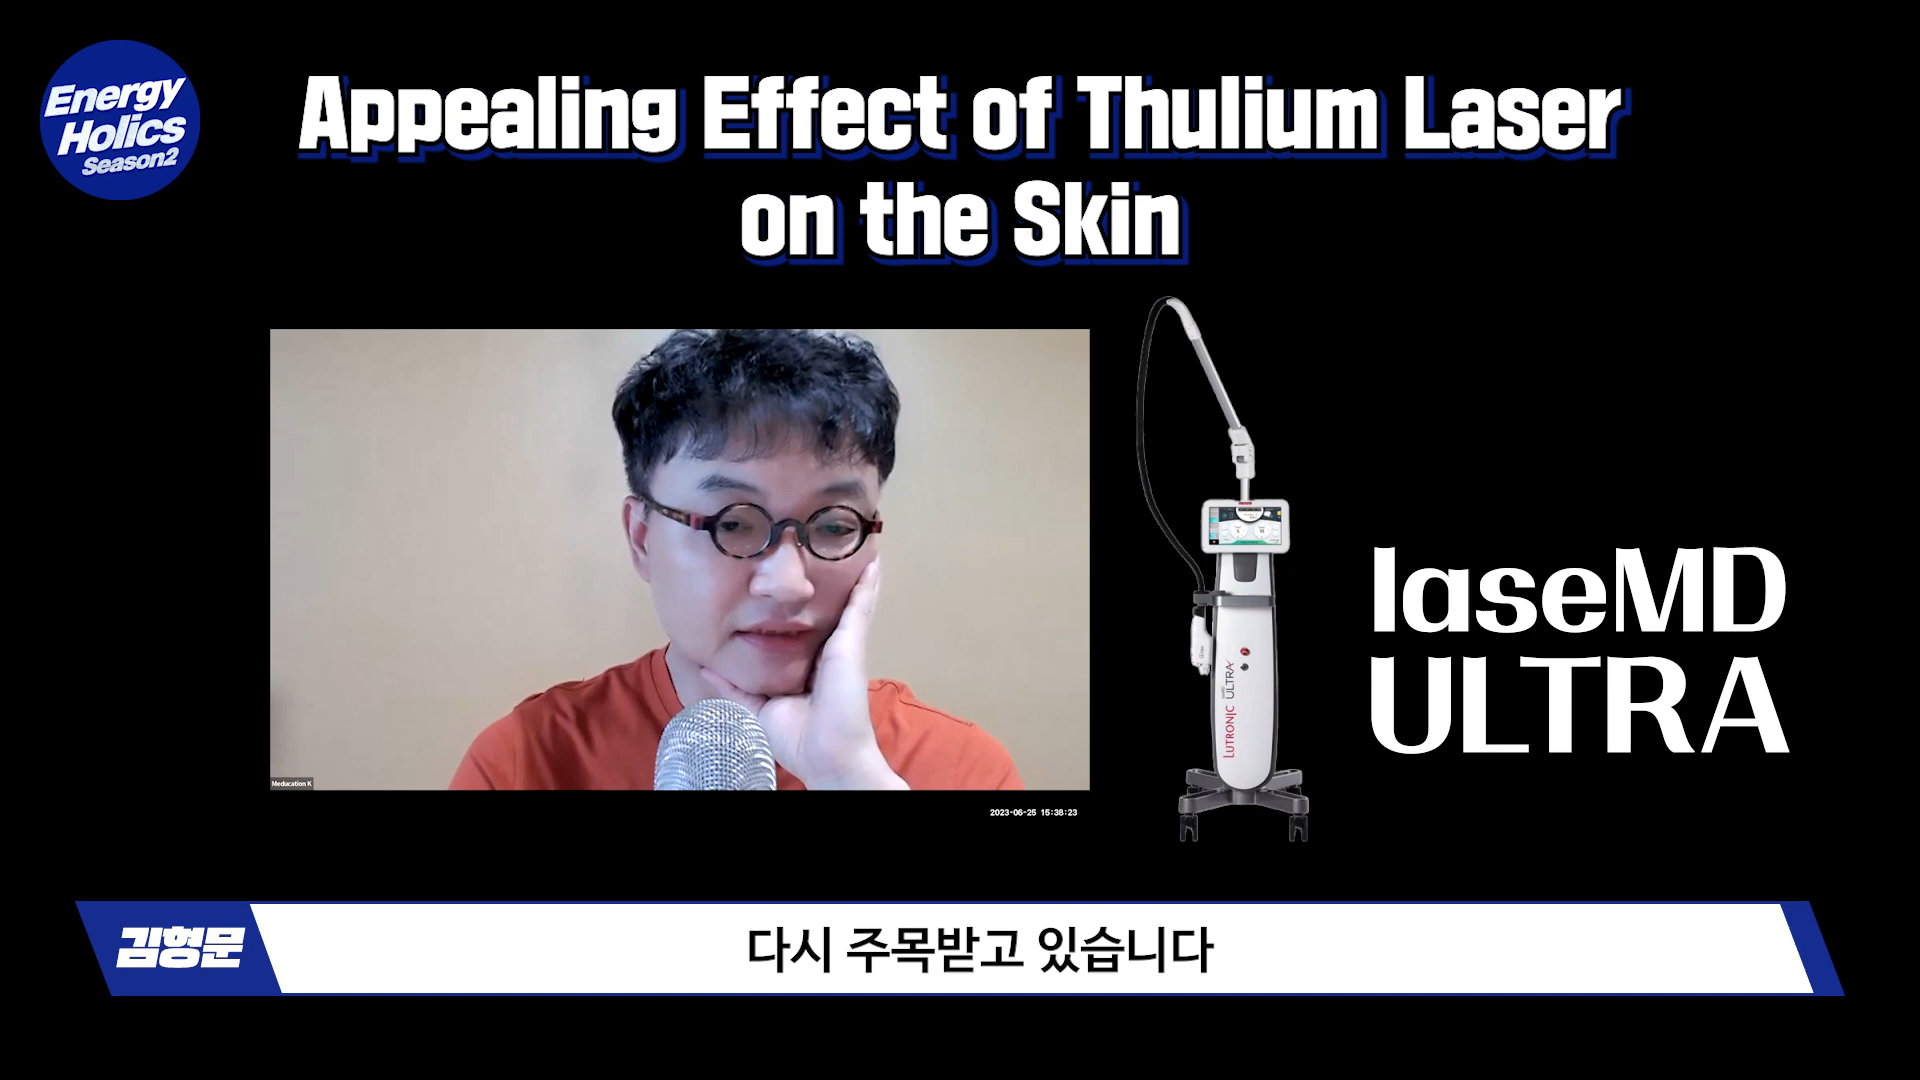 Energy
Holics
Season2
Appealing Effect of Thulium Laser
on the Skin
laseMD
ULTRA
LUTRONIC ULTRA
Meducation K
2023-06-25 15:38:23
김형문
다시 주목받고 있습니다